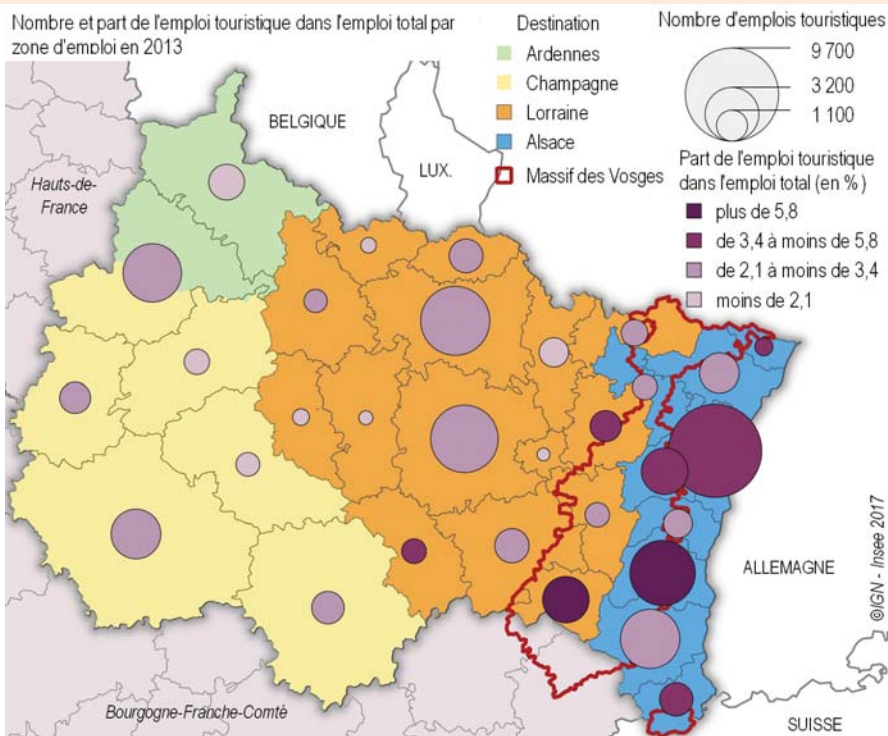 Nombre et part de l'emploi touristique dans l'emploi total par
zone d'emploi en 2013
Destination
Ardennes
Champagne
Lorraine
Alsace
Massif des Vosges
Nombre d'emplois touristiques
9 700
3 200
1 100
Part de l'emploi touristique
dans l'emploi total (en %)
plus de 5,8
de 3,4 à moins de 5,8
de 2,1 à moins de 3,4
moins de 2,1
BELGIQUE
LUX.
Hauts-de-
France
ALLEMAGNE
©IGN - Insee 2017
Bourgogne-Franche-Comté
SUISSE